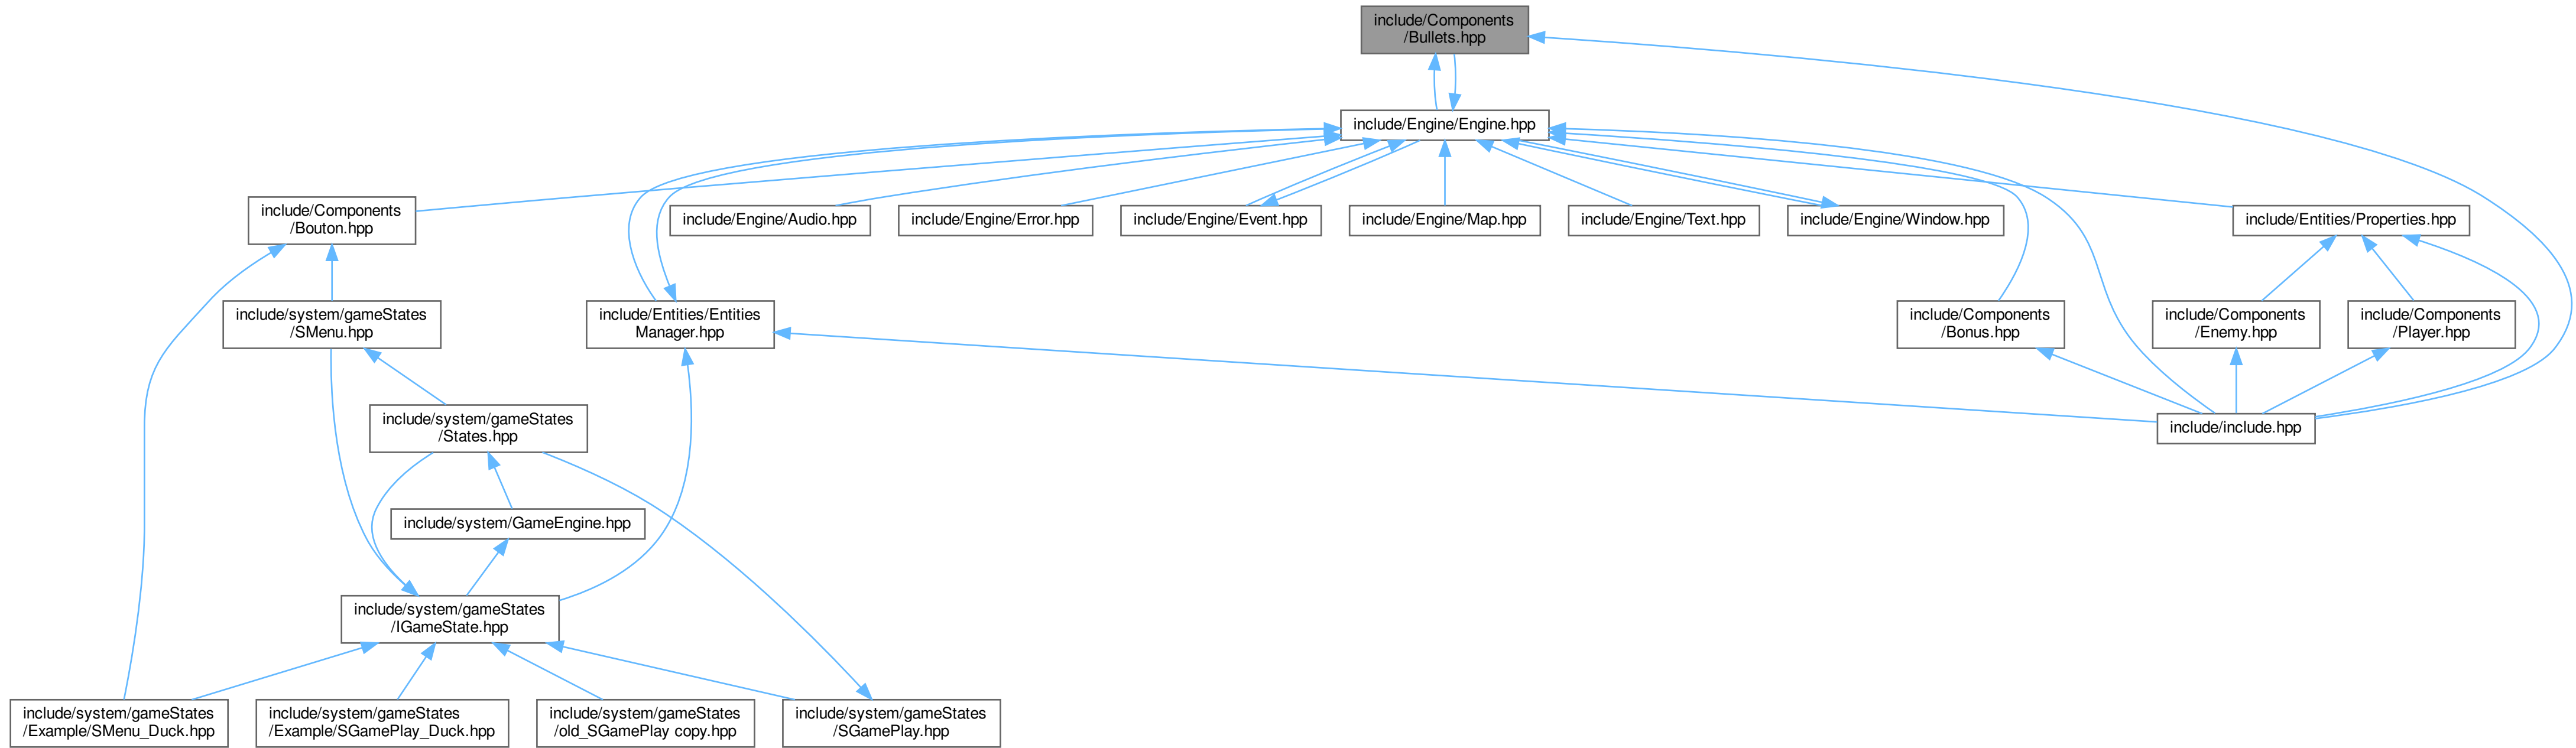 include/Components
/Bullets.hpp
include/Engine/Engine.hpp
include/Components
/Bouton.hpp
include/Engine/Audio.hpp
include/Engine/Error.hpp
include/Engine/Event.hpp
include/Engine/Map.hpp
include/Engine/Text.hpp
include/Engine/Window.hpp
include/Entities/Properties.hpp
include/system/gameStates
/SMenu.hpp
include/Entities/Entities
Manager.hpp
include/Components
/Bonus.hpp
include/Components
/Enemy.hpp
include/Components
/Player.hpp
include/system/gameStates
/States.hpp
include/include.hpp
include/system/GameEngine.hpp
include/system/gameStates
/IGameState.hpp
include/system/gameStates
/Example/SMenu_Duck.hpp
include/system/gameStates
/Example/SGamePlay_Duck.hpp
include/system/gameStates
/old_SGamePlay copy.hpp
include/system/gameStates
/SGamePlay.hpp